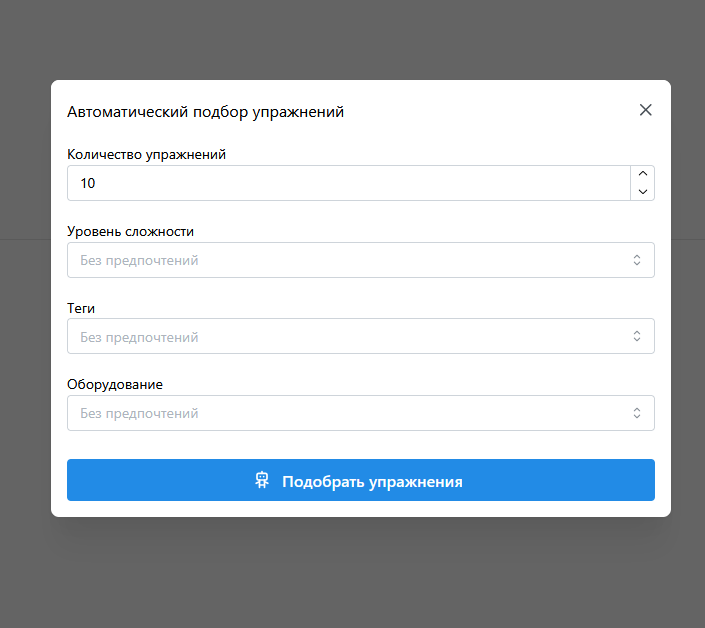 Автоматический подбор упражнений
Количество упражнений
10
Уровень сложности
Без предпочтений
Теги
Без предпочтений
Оборудование
Без предпочтений
Подобрать упражнения